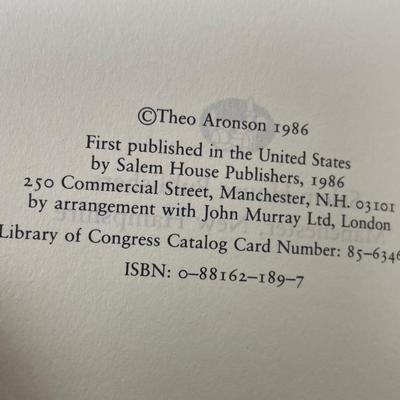 ©Theo Aronson 1986
First published in the United States
by Salem House Publishers, 1986
250 Commercial Street, Manchester, N.H. 03101
by arrangement with John Murray Ltd, London
Library of Congress Catalog Card Number: 85-6346
ISBN: 0-88162-189-7